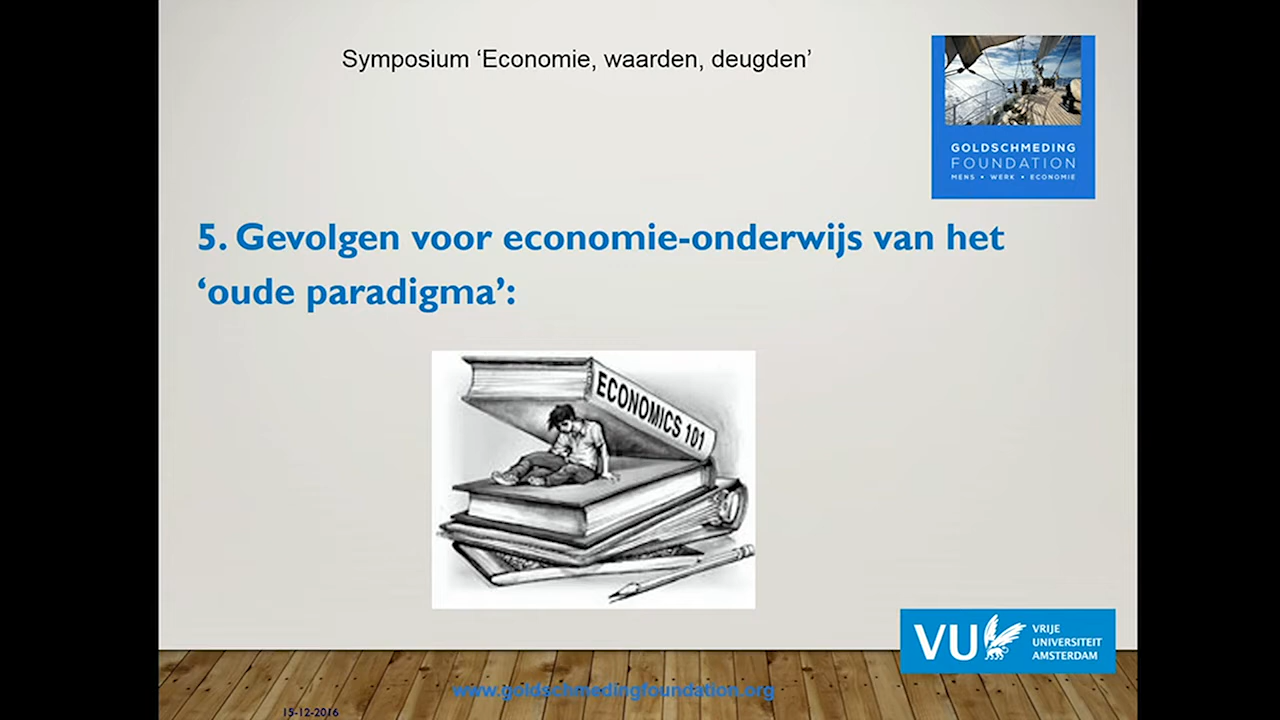 Symposium ‘Economie, waarden, deugden’
GOLDSCHMEDING
FOUNDATION
MENS • WERK • ECONOMIE
5. Gevolgen voor economie-onderwijs van het
‘oude paradigma’:
ECONOMICS 101
VU
VRIJE
UNIVERSITEIT
AMSTERDAM
www.goldschmedingfoundation.org
15-12-2016